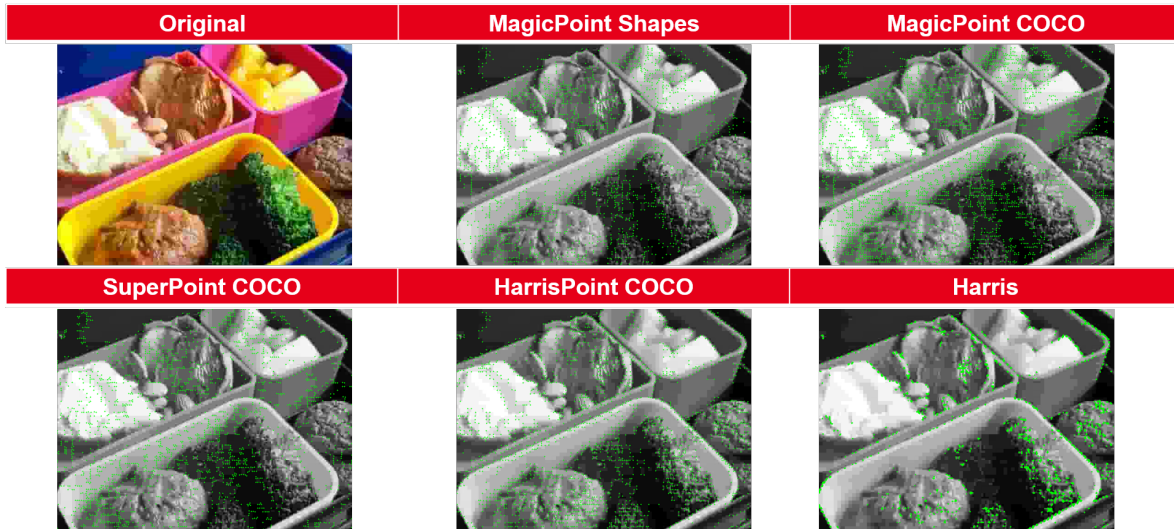 Original
MagicPoint Shapes
MagicPoint COCO
SuperPoint COCO
HarrisPoint COCO
Harris